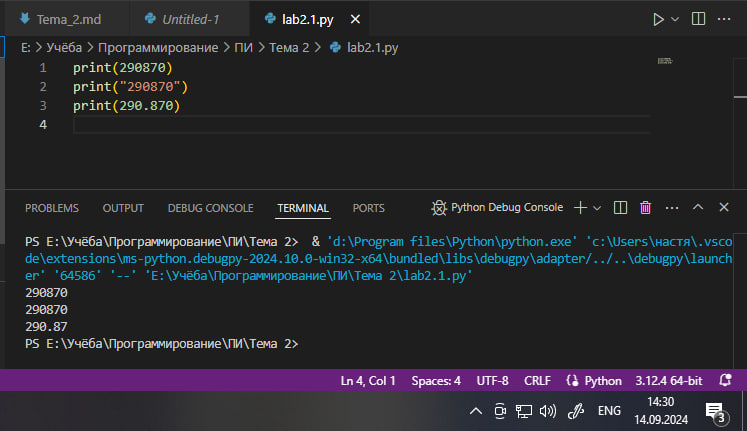 Tema_2.md Untitled-1 lab2.1.py
E: > Учёба > Программирование > ПИ > Тема 2 > lab2.1.py
1 print(290870)
2 print("290870")
3 print(290.870)
4
PROBLEMS OUTPUT DEBUG CONSOLE TERMINAL PORTS Python Debug Console
PS E:\Учёба\Программирование\ПИ\Тема 2> & 'd:\Program files\Python\python.exe' 'c:\Users\настя\.vsco
de\extensions\ms-python.debugpy-2024.10.0-win32-x64\bundled\libs\debugpy\adapter/../..\debugpy\launch
er' '64586' '--' 'E:\Учёба\Программирование\ПИ\Тема 2\lab2.1.py'
290870
290870
290.87
PS E:\Учёба\Программирование\ПИ\Тема 2>
Ln 4, Col 1 Spaces: 4 UTF-8 CRLF Python 3.12.4 64-bit
ENG 14:30
14.09.2024 3